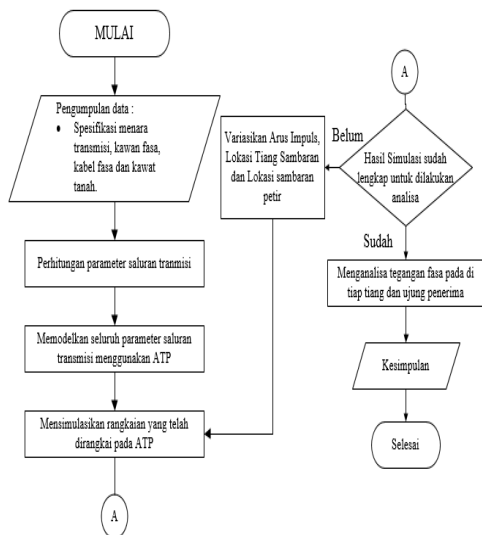 MULAI
Pengumpulan data :
• Spesifikasi menara
transmisi, kawan fasa,
kabel fasa dan kawat
tanah.
Perhitungan parameter saluran tranmisi
Memodelkan seluruh parameter saluran
transmisi menggunakan ATP
Mensimulasikan rangkaian yang telah
dirangkai pada ATP
A
A
Hasil Simulasi sudah
lengkap untuk dilakukan
analisa
Belum
Variasikan Arus Impuls,
Lokasi Tiang Sambaran
dan Lokasi sambaran
petir
Sudah
Menganalisa tegangan fasa pada di
tiap tiang dan ujung penerima
Kesimpulan
Selesai